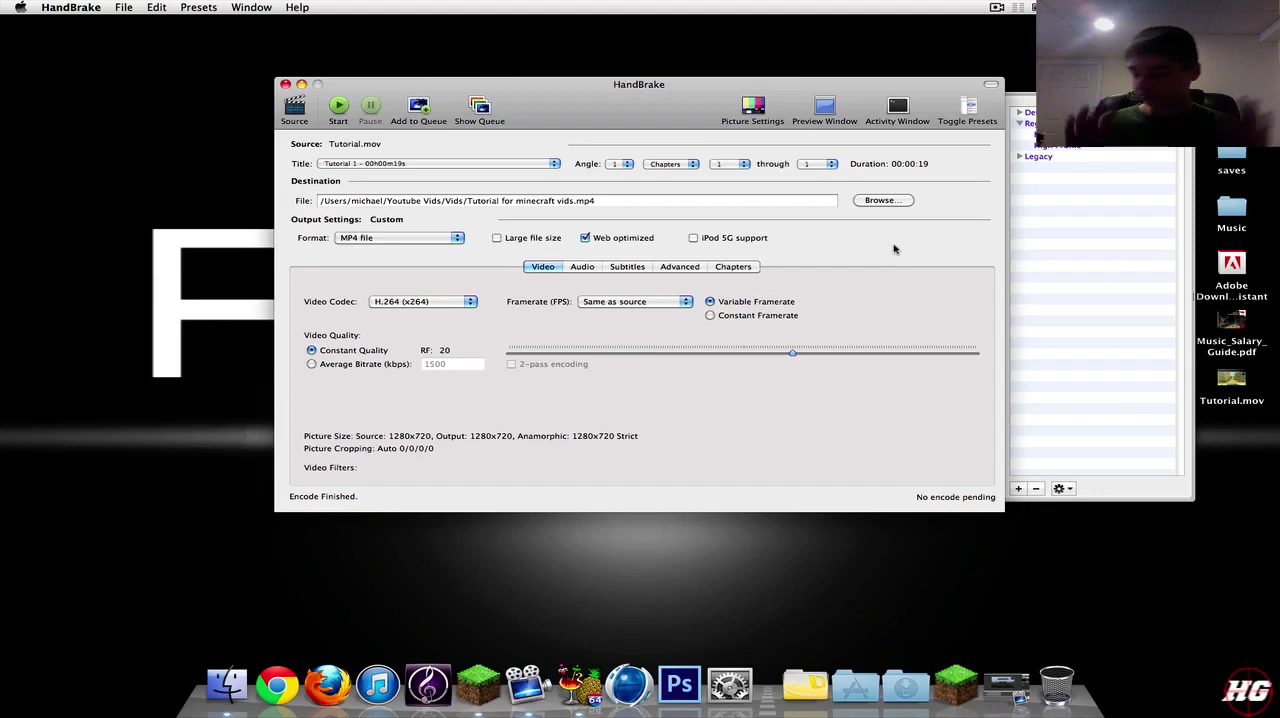 HandBrake File Edit Presets Window Help
HandBrake
Source Start Pause Add to Queue Show Queue Picture Settings Preview Window Activity Window Toggle Presets
Source: Tutorial.mov
Title: Tutorial 1 - 00h00m19s Angle: 1 Chapters 1 through 1 Duration: 00:00:19
Destination
File: /Users/michael/Youtube Vids/Vids/Tutorial for minecraft vids.mp4 Browse...
Output Settings: Custom
Format: MP4 file Large file size Web optimized iPod 5G support
Video Audio Subtitles Advanced Chapters
Video Codec: H.264 (x264) Framerate (FPS): Same as source Variable Framerate
Constant Framerate
Video Quality:
Constant Quality RF: 20
Average Bitrate (kbps): 1500 2-pass encoding
Picture Size: Source: 1280x720, Output: 1280x720, Anamorphic: 1280x720 Strict
Picture Cropping: Auto 0/0/0/0
Video Filters:
Encode Finished. No encode pending
Legacy
saves
Music
Adobe
Downl...istant
Music_Salary_
Guide.pdf
Tutorial.mov
F
64
Ps
HG